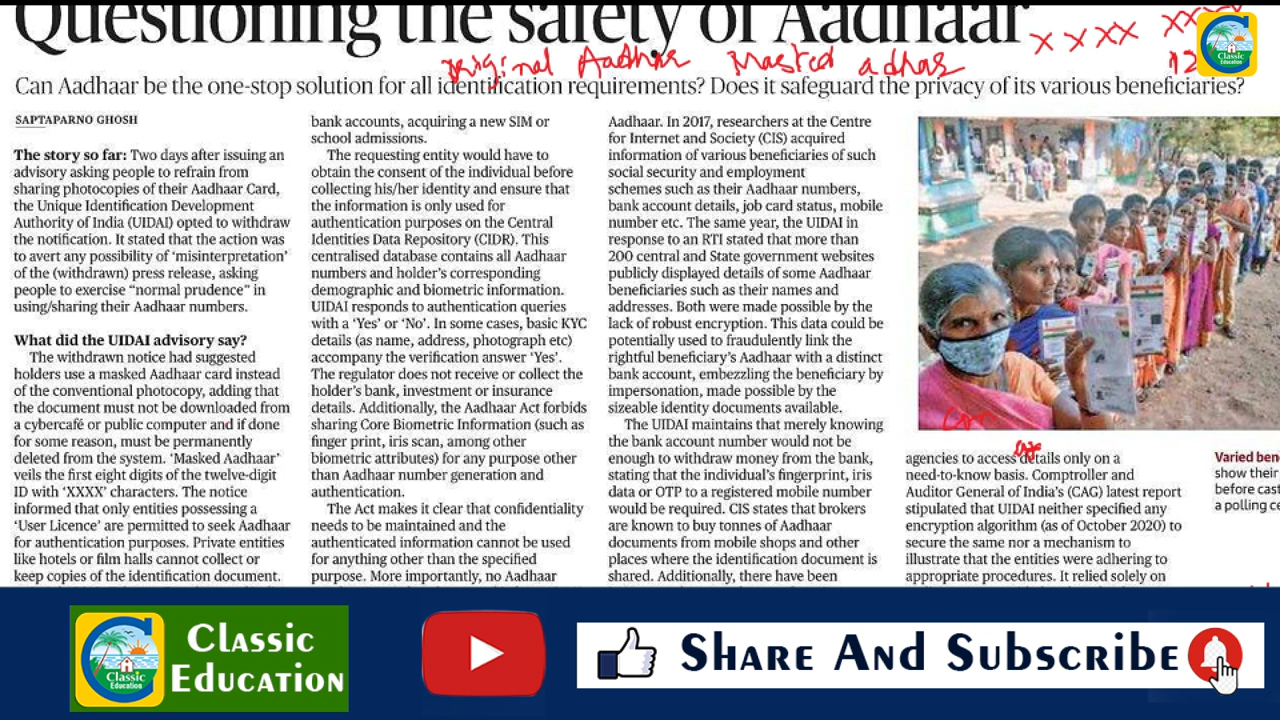 Questioning the safety of Aadhaar
x x x x x x x x
original Aadhar Masked adhar
12
Classic
Education
Can Aadhaar be the one-stop solution for all identification requirements? Does it safeguard the privacy of its various beneficiaries?
SAPTAPARNO GHOSH
The story so far: Two days after issuing an
advisory asking people to refrain from
sharing photocopies of their Aadhaar Card,
the Unique Identification Development
Authority of India (UIDAI) opted to withdraw
the notification. It stated that the action was
to avert any possibility of ‘misinterpretation’
of the (withdrawn) press release, asking
people to exercise “normal prudence” in
using/sharing their Aadhaar numbers.
What did the UIDAI advisory say?
The withdrawn notice had suggested
holders use a masked Aadhaar card instead
of the conventional photocopy, adding that
the document must not be downloaded from
a cybercafé or public computer and if done
for some reason, must be permanently
deleted from the system. ‘Masked Aadhaar’
veils the first eight digits of the twelve-digit
ID with ‘XXXX’ characters. The notice
informed that only entities possessing a
‘User Licence’ are permitted to seek Aadhaar
for authentication purposes. Private entities
like hotels or film halls cannot collect or
keep copies of the identification document.
bank accounts, acquiring a new SIM or
school admissions.
The requesting entity would have to
obtain the consent of the individual before
collecting his/her identity and ensure that
the information is only used for
authentication purposes on the Central
Identities Data Repository (CIDR). This
centralised database contains all Aadhaar
numbers and holder’s corresponding
demographic and biometric information.
UIDAI responds to authentication queries
with a ‘Yes’ or ‘No’. In some cases, basic KYC
details (as name, address, photograph etc)
accompany the verification answer ‘Yes’.
The regulator does not receive or collect the
holder’s bank, investment or insurance
details. Additionally, the Aadhaar Act forbids
sharing Core Biometric Information (such as
finger print, iris scan, among other
biometric attributes) for any purpose other
than Aadhaar number generation and
authentication.
The Act makes it clear that confidentiality
needs to be maintained and the
authenticated information cannot be used
for anything other than the specified
purpose. More importantly, no Aadhaar
Aadhaar. In 2017, researchers at the Centre
for Internet and Society (CIS) acquired
information of various beneficiaries of such
social security and employment
schemes such as their Aadhaar numbers,
bank account details, job card status, mobile
number etc. The same year, the UIDAI in
response to an RTI stated that more than
200 central and State government websites
publicly displayed details of some Aadhaar
beneficiaries such as their names and
addresses. Both were made possible by the
lack of robust encryption. This data could be
potentially used to fraudulently link the
rightful beneficiary’s Aadhaar with a distinct
bank account, embezzling the beneficiary by
impersonation, made possible by the
sizeable identity documents available.
The UIDAI maintains that merely knowing
the bank account number would not be
enough to withdraw money from the bank,
stating that the individual’s fingerprint, iris
data or OTP to a registered mobile number
would be required. CIS states that brokers
are known to buy tonnes of Aadhaar
documents from mobile shops and other
places where the identification document is
shared. Additionally, there have been
agencies to access details only on a
need-to-know basis. Comptroller and
Auditor General of India’s (CAG) latest report
stipulated that UIDAI neither specified any
encryption algorithm (as of October 2020) to
secure the same nor a mechanism to
illustrate that the entities were adhering to
appropriate procedures. It relied solely on
Varied ben
show their
before cast
a polling ce
Classic
Education
Classic
Education
Share And Subscribe